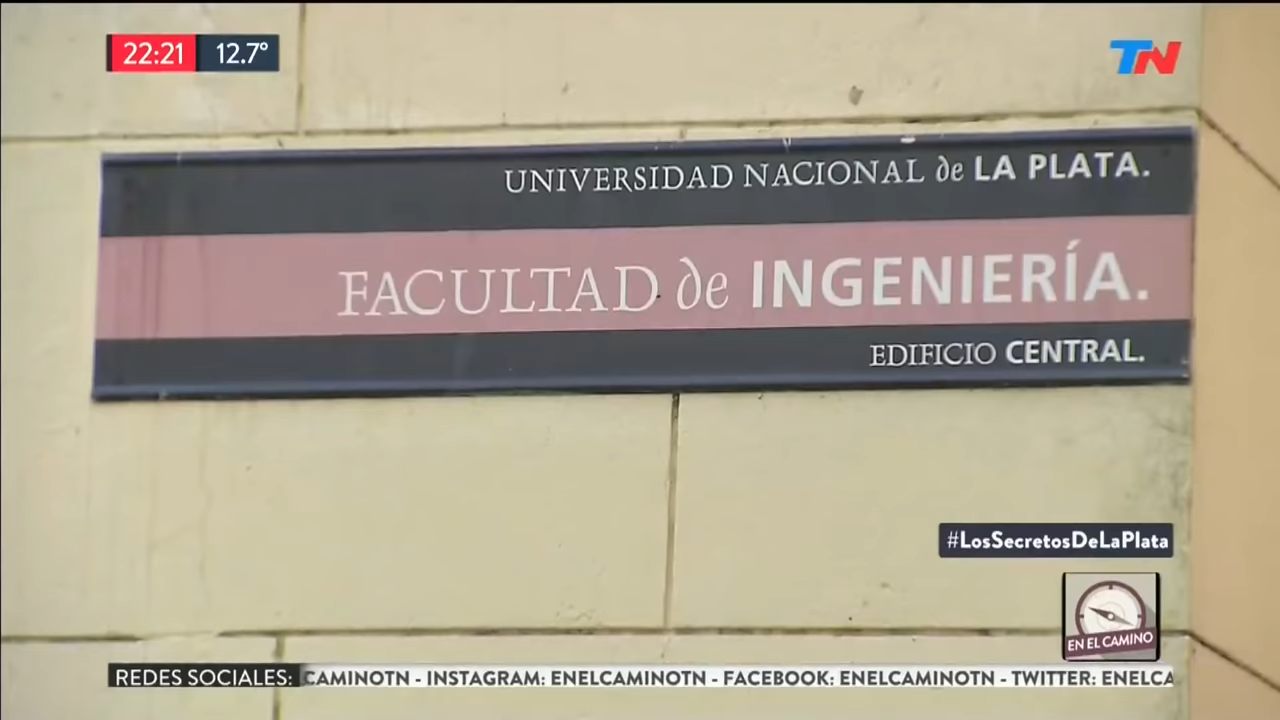 22:21 12.7°
TN
UNIVERSIDAD NACIONAL de LA PLATA.
FACULTAD de INGENIERÍA.
EDIFICIO CENTRAL.
#LosSecretosDeLaPlata
EN EL CAMINO
REDES SOCIALES: CAMINOTN - INSTAGRAM: ENELCAMINOTN - FACEBOOK: ENELCAMINOTN - TWITTER: ENELCA